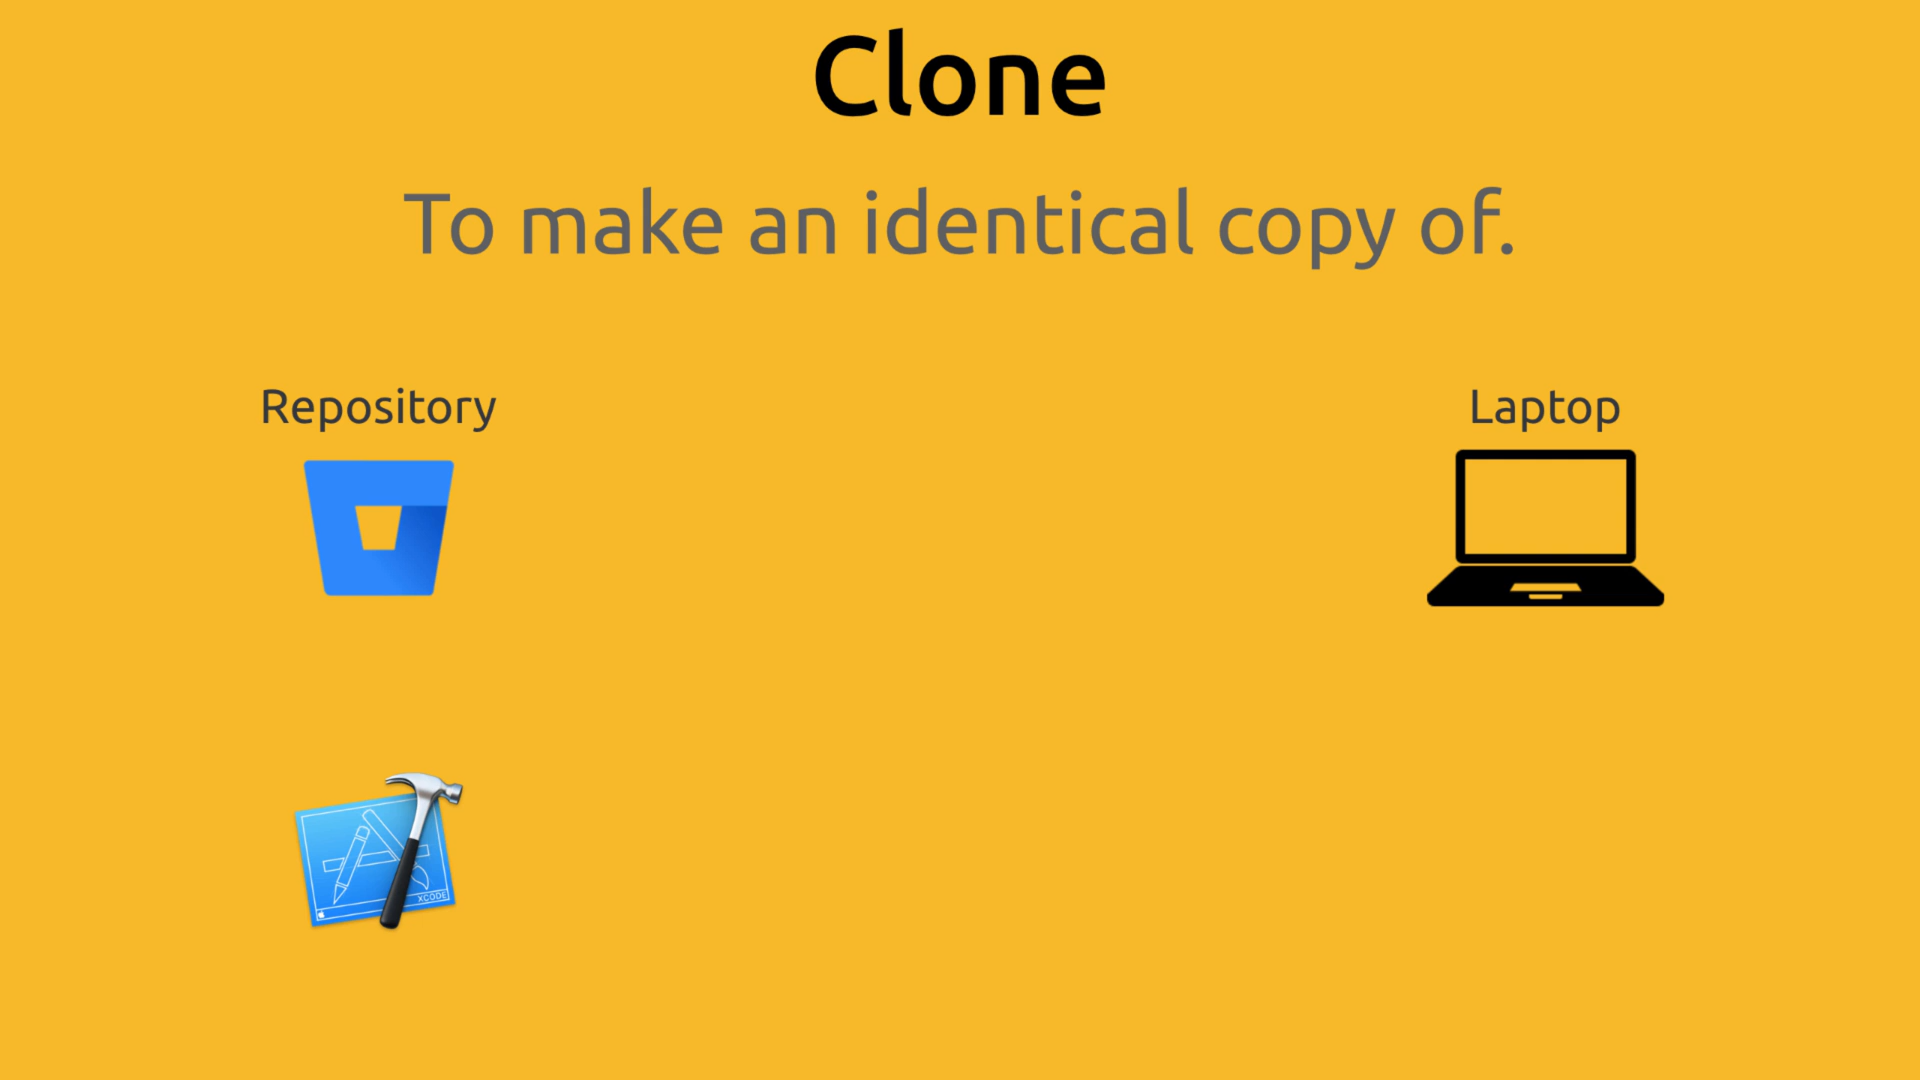 Clone
To make an identical copy of.
Repository
Laptop
XCODE